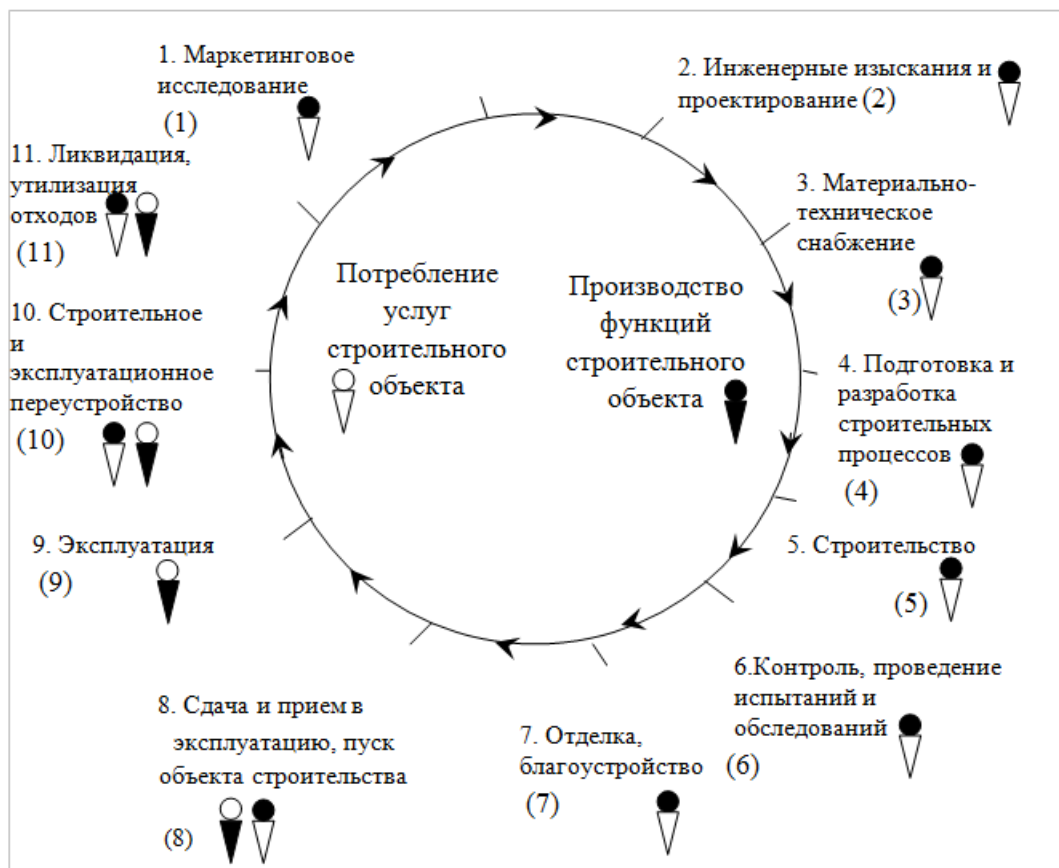 1. Маркетинговое
исследование
(1)
2. Инженерные изыскания и
проектирование (2)
3. Материально-
техническое
снабжение
(3)
4. Подготовка и
разработка
строительных
процессов
(4)
5. Строительство
(5)
6.Контроль, проведение
испытаний и
обследований
(6)
7. Отделка,
благоустройство
(7)
8. Сдача и прием в
эксплуатацию, пуск
объекта строительства
(8)
9. Эксплуатация
(9)
10. Строительное
и
эксплуатационное
переустройство
(10)
11. Ликвидация,
утилизация
отходов
(11)
Потребление
услуг
строительного
объекта
Производство
функций
строительного
объекта